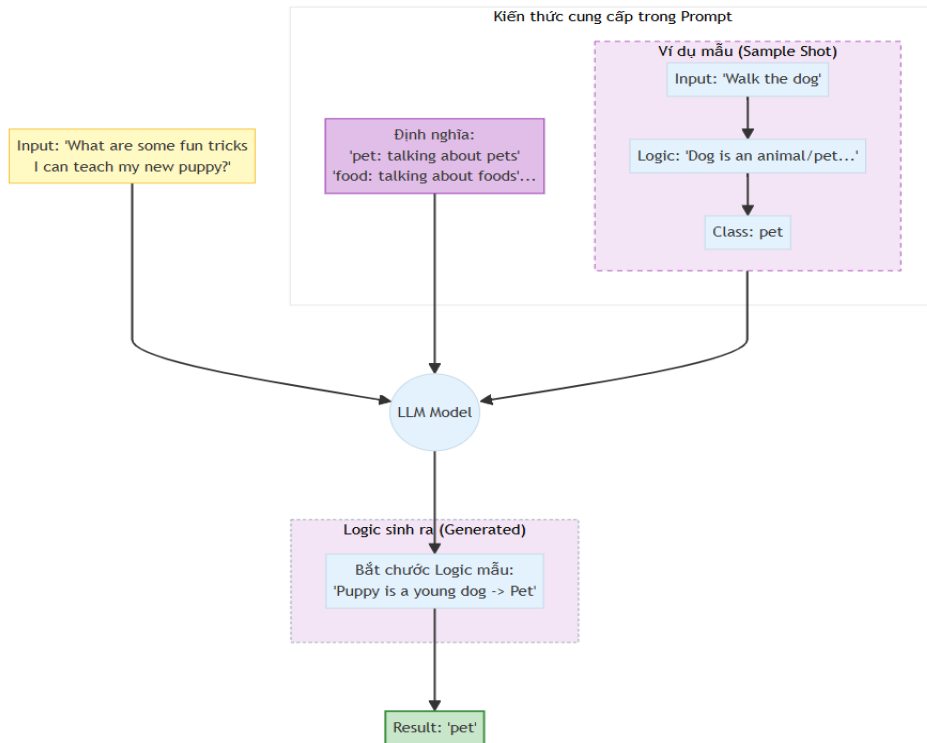 Kiến thức cung cấp trong Prompt
Ví dụ mẫu (Sample Shot)
Input: 'Walk the dog'
Logic: 'Dog is an animal/pet...'
Class: pet
Định nghĩa:
'pet: talking about pets'
'food: talking about foods'...
Input: 'What are some fun tricks
I can teach my new puppy?'
LLM Model
Logic sinh ra (Generated)
Bắt chước Logic mẫu:
'Puppy is a young dog -> Pet'
Result: 'pet'